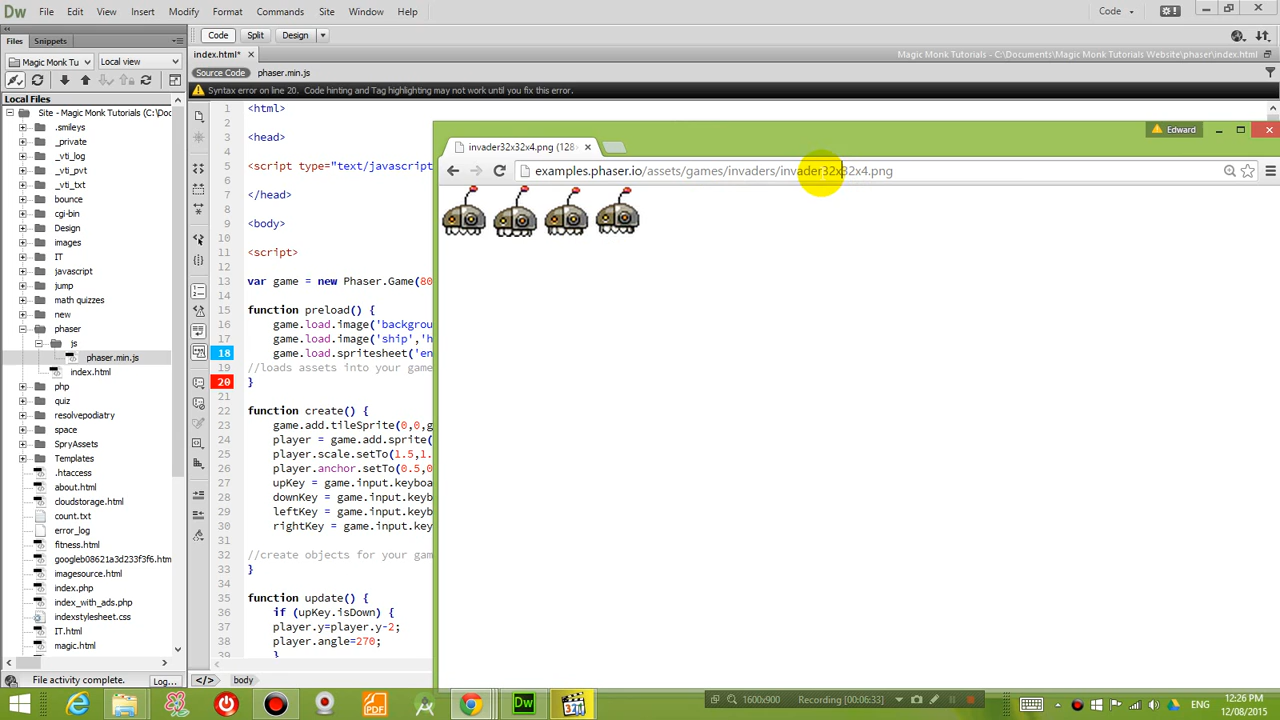 Dw File Edit View Insert Modify Format Commands Site Window Help
Code
Files Snippets
Code Split Design
Magic Monk Tu Local view
index.html* × Magic Monk Tutorials - C:\Documents\Magic Monk Tutorials Website\phaser\index.html
Source Code phaser.min.js
Syntax error on line 20. Code hinting and Tag highlighting may not work until you fix this error.
Local Files
Site - Magic Monk Tutorials (C:\Doc
.smileys
_private
_vti_log
_vti_pvt
_vti_txt
bounce
cgi-bin
Design
images
IT
javascript
jump
math quizzes
new
phaser
js
phaser.min.js
index.html
php
quiz
resolvepodiatry
space
SpryAssets
Templates
.htaccess
about.html
cloudstorage.html
count.txt
error_log
fitness.html
googleb08621a3d233f3f6.htm
imagesource.html
index.php
index_with_ads.php
indexstylesheet.css
IT.html
magic.html
File activity complete. Log...
1 <html>
2
3 <head>
4
5 <script type="text/javascript
6
7 </head>
8
9 <body>
10
11 <script>
12
13 var game = new Phaser.Game(80
14
15 function preload() {
16 game.load.image('backgrou
17 game.load.image('ship','h
18 game.load.spritesheet('en
19 //loads assets into your game
20 }
21
22 function create() {
23 game.add.tileSprite(0,0,g
24 player = game.add.sprite(
25 player.scale.setTo(1.5,1.
26 player.anchor.setTo(0.5,0
27 upKey = game.input.keyboa
28 downKey = game.input.keyb
29 leftKey = game.input.keyb
30 rightKey = game.input.key
31
32 //create objects for your gam
33 }
34
35 function update() {
36 if (upKey.isDown) {
37 player.y=player.y-2;
38 player.angle=270;
}
</> body
Edward
invader32x32x4.png (128 ×
examples.phaser.io/assets/games/invaders/invader32x32x4.png
1600x900 Recording [00:06:33]
PDF Dw ENG
12:26 PM
12/08/2015